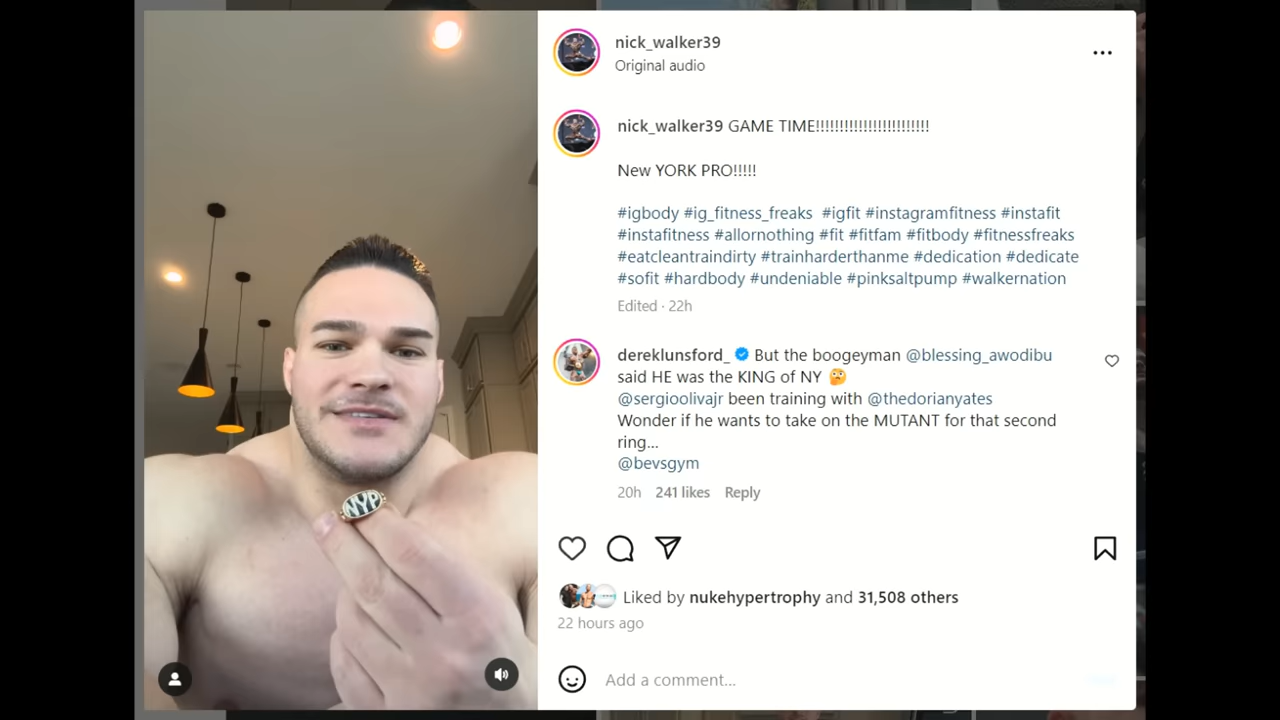 nick_walker39
Original audio
nick_walker39 GAME TIME!!!!!!!!!!!!!!!!!!!!!!!!
New YORK PRO!!!!!
#igbody #ig_fitness_freaks #igfit #instagramfitness #instafit
#instafitness #allornothing #fit #fitfam #fitbody #fitnessfreaks
#eatcleantraindirty #trainharderthanme #dedication #dedicate
#sofit #hardbody #undeniable #pinksaltpump #walkernation
Edited · 22h
dereklunsford_ But the boogeyman @blessing_awodibu
said HE was the KING of NY 🤔
@sergioolivajr been training with @thedorianyates
Wonder if he wants to take on the MUTANT for that second
ring...
@bevsgym
20h 241 likes Reply
NYP
Liked by nukehypertrophy and 31,508 others
22 hours ago
Add a comment...